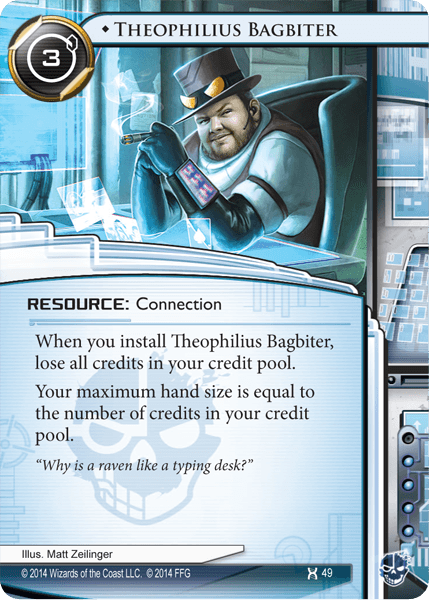 ◆ Theophilius Bagbiter
3
Resource: Connection
When you install Theophilius Bagbiter,
lose all credits in your credit pool.
Your maximum hand size is equal to
the number of credits in your credit
pool.
“Why is a raven like a typing desk?”
Illus. Matt Zeilinger
© 2014 Wizards of the Coast LLC. © 2014 FFG
49